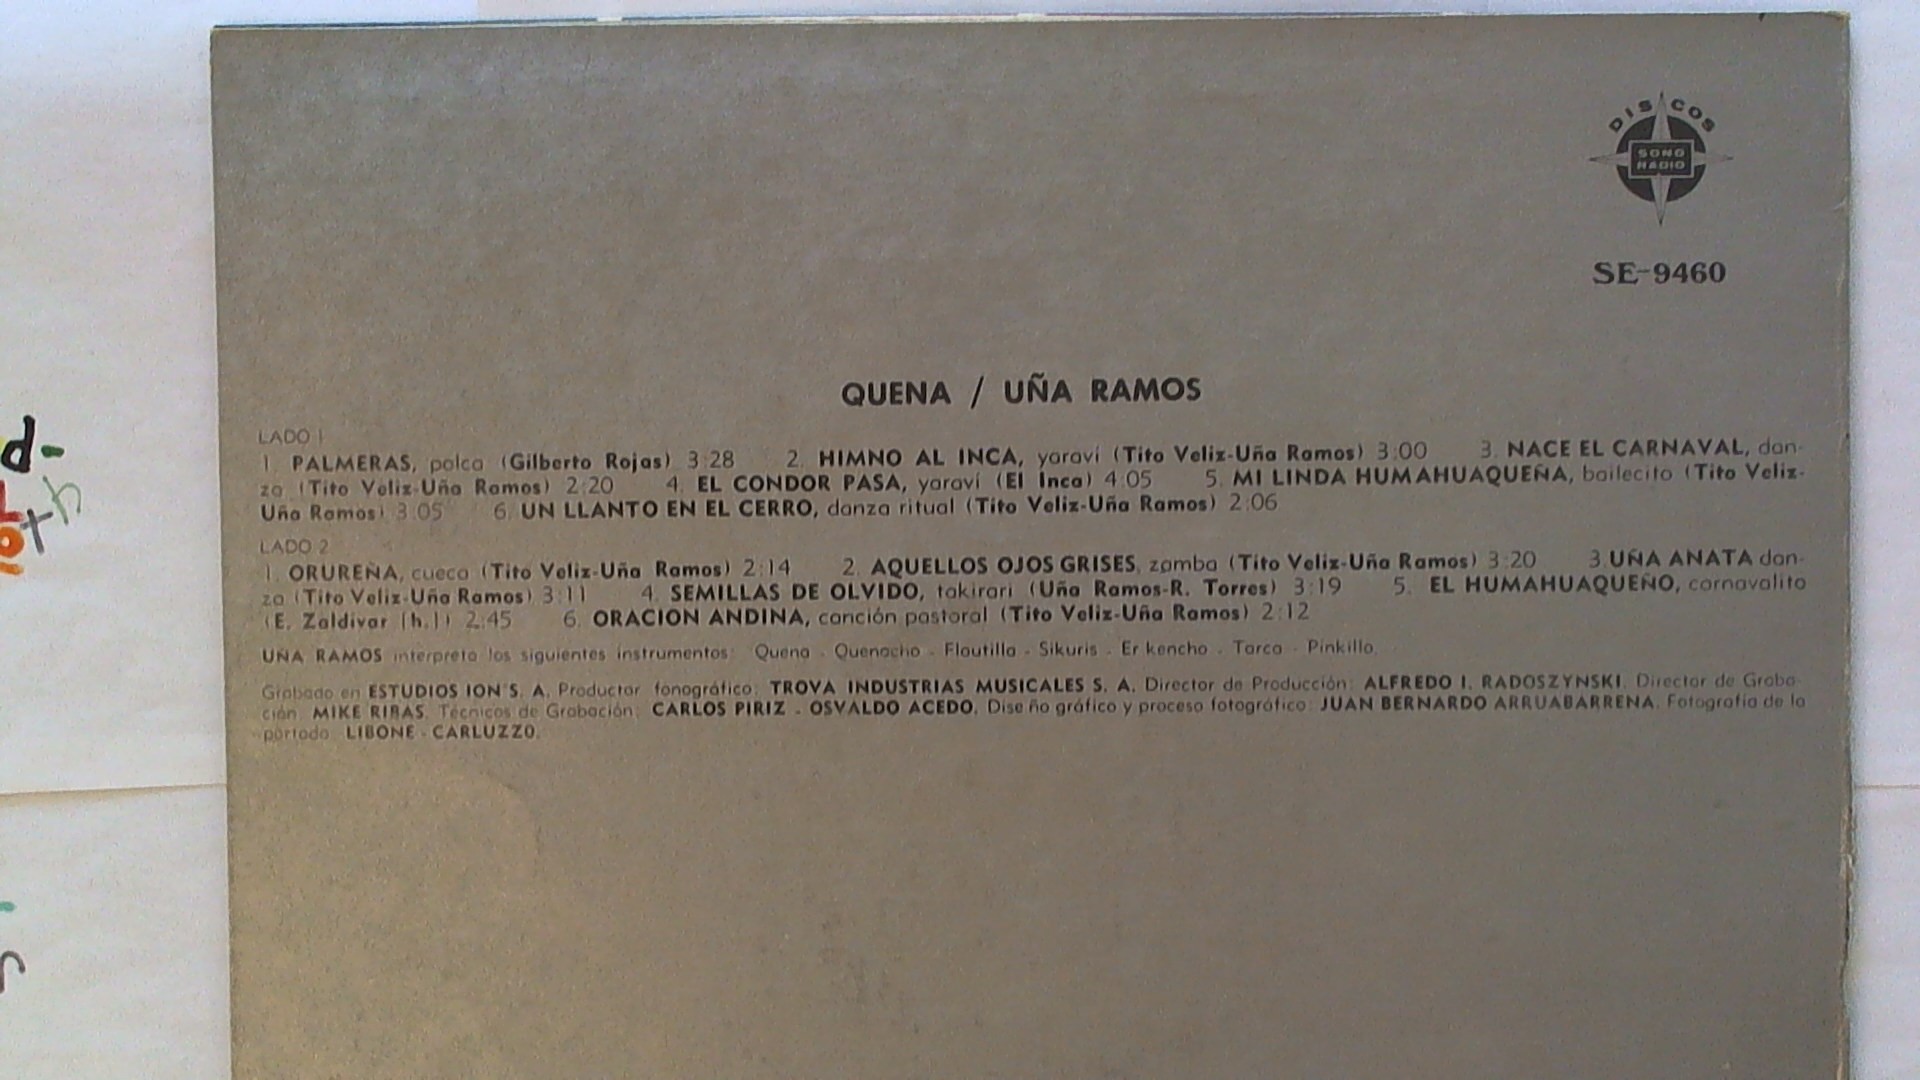 DISCOS
SONO
RADIO
SE-9460
QUENA / UÑA RAMOS
LADO 1
1. PALMERAS, polca (Gilberto Rojas) 3:28 2. HIMNO AL INCA, yaraví (Tito Veliz-Uña Ramos) 3:00 3. NACE EL CARNAVAL, dan-
za (Tito Veliz-Uña Ramos) 2:20 4. EL CONDOR PASA, yaraví (El Inca) 4:05 5. MI LINDA HUMAHUAQUEÑA, bailecito (Tito Veliz-
Uña Ramos) 3:05 6. UN LLANTO EN EL CERRO, danza ritual (Tito Veliz-Uña Ramos) 2:06
LADO 2
1. ORUREÑA, cueca (Tito Veliz-Uña Ramos) 2:14 2. AQUELLOS OJOS GRISES, zamba (Tito Veliz-Uña Ramos) 3:20 3. UÑA ANATA dan-
za (Tito Veliz-Uña Ramos) 3:11 4. SEMILLAS DE OLVIDO, takirari (Uña Ramos-R. Torres) 3:19 5. EL HUMAHUAQUEÑO, carnavalito
(E. Zaldivar (h.)) 2:45 6. ORACION ANDINA, canción pastoral (Tito Veliz-Uña Ramos) 2:12
UÑA RAMOS interpreta los siguientes instrumentos: Quena - Quenacho - Flautilla - Sikuris - Er kencho - Tarca - Pinkillo.
Grabado en ESTUDIOS ION S. A. Productor fonográfico: TROVA INDUSTRIAS MUSICALES S. A. Director de Producción: ALFREDO I. RADOSZYNSKI. Director de Graba-
ción: MIKE RIBAS. Técnicos de Grabación: CARLOS PIRIZ - OSVALDO ACEDO. Dise ño gráfico y proceso fotográfico: JUAN BERNARDO ARRUABARRENA. Fotografía de la
portada: LIBONE - CARLUZZO.